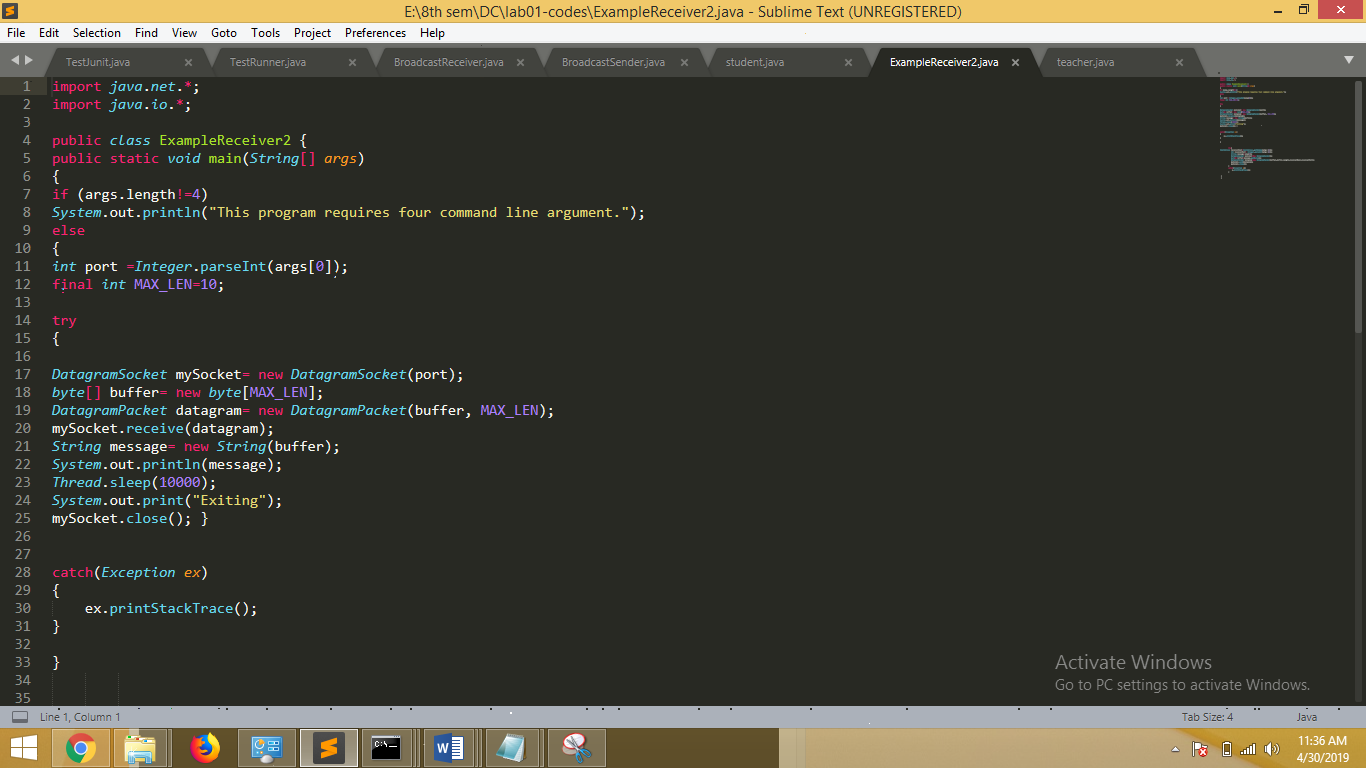 E:\8th sem\DC\lab01-codes\ExampleReceiver2.java - Sublime Text (UNREGISTERED)
File Edit Selection Find View Goto Tools Project Preferences Help
TestJunit.java TestRunner.java BroadcastReceiver.java BroadcastSender.java student.java ExampleReceiver2.java teacher.java
1 import java.net.*;
2 import java.io.*;
3
4 public class ExampleReceiver2 {
5 public static void main(String[] args)
6 {
7 if (args.length!=4)
8 System.out.println("This program requires four command line argument.");
9 else
10 {
11 int port =Integer.parseInt(args[0]);
12 final int MAX_LEN=10;
13
14 try
15 {
16
17 DatagramSocket mySocket= new DatagramSocket(port);
18 byte[] buffer= new byte[MAX_LEN];
19 DatagramPacket datagram= new DatagramPacket(buffer, MAX_LEN);
20 mySocket.receive(datagram);
21 String message= new String(buffer);
22 System.out.println(message);
23 Thread.sleep(10000);
24 System.out.print("Exiting");
25 mySocket.close(); }
26
27
28 catch(Exception ex)
29 {
30 ex.printStackTrace();
31 }
32
33 }
34
35
Activate Windows
Go to PC settings to activate Windows.
Line 1, Column 1 Tab Size: 4 Java
11:36 AM
4/30/2019